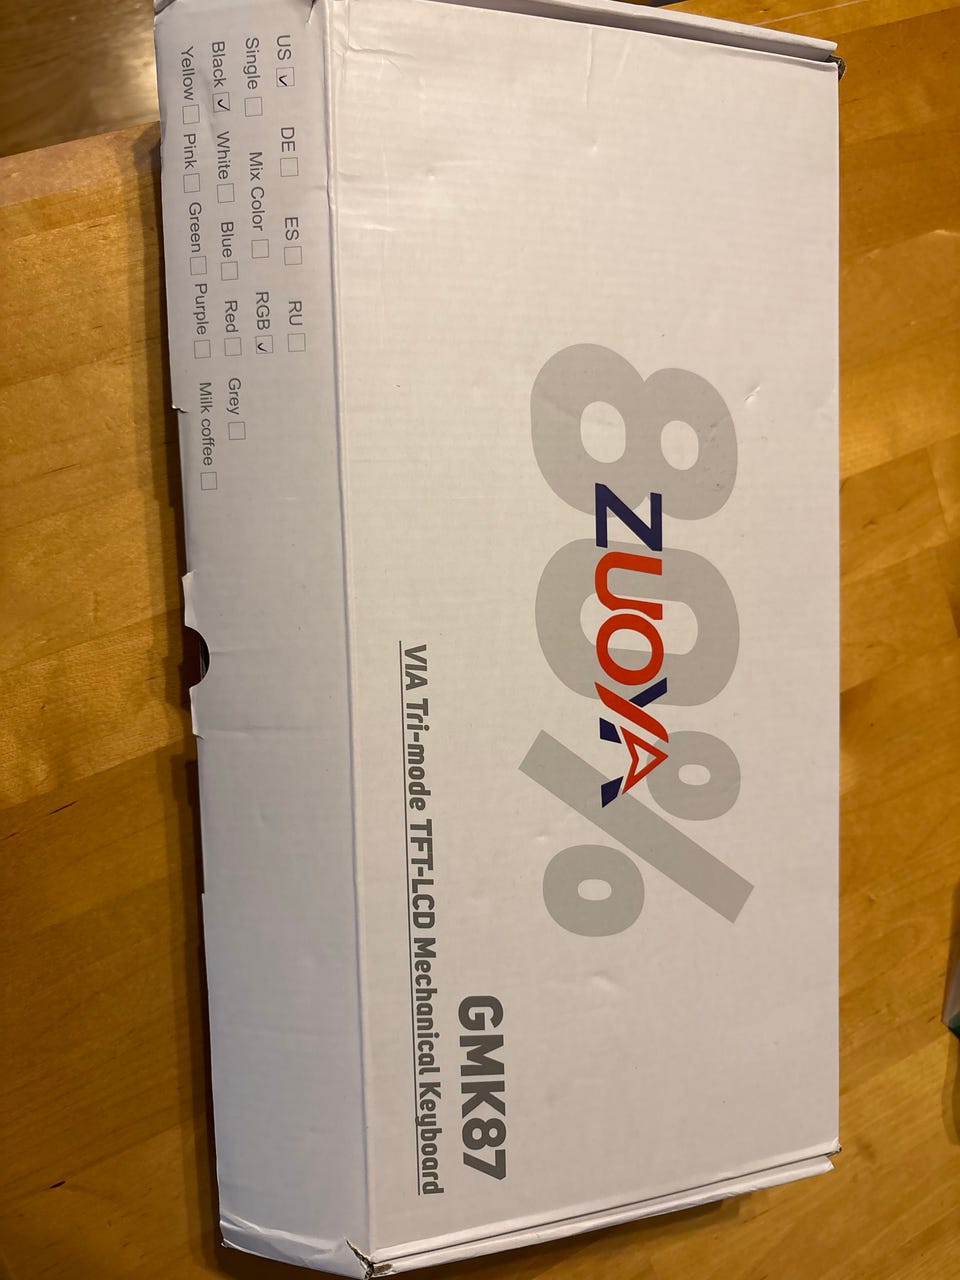 80%
ZUOYA
GMK87
VIA Tri-mode TFT-LCD Mechanical Keyboard
US ☑ DE ☐ ES ☐ RU ☐
Single ☐ Mix Color ☐ RGB ☑
Black ☑ White ☐ Blue ☐ Red ☐ Grey ☐
Yellow ☐ Pink ☐ Green ☐ Purple ☐ Milk coffee ☐